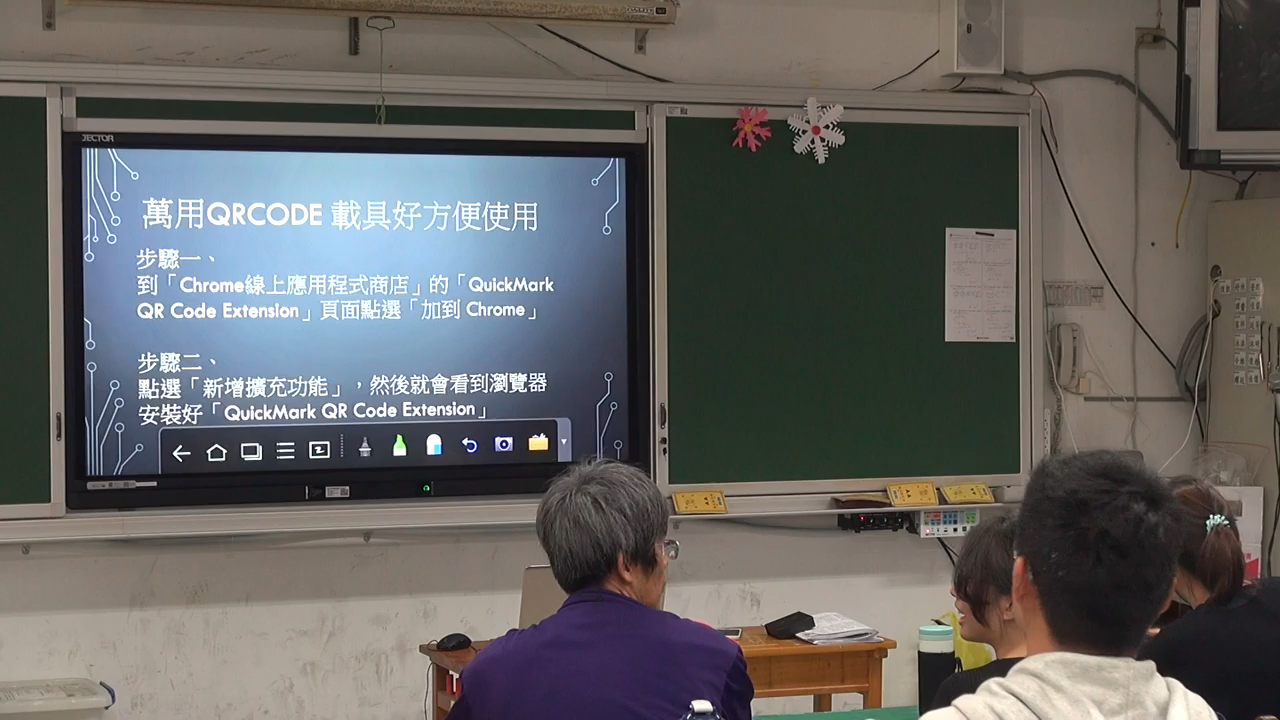 JECTOR
萬用QRCODE 載具好方便使用
步驟一、
到「Chrome線上應用程式商店」的「QuickMark
QR Code Extension」頁面點選「加到 Chrome」
步驟二、
點選「新增擴充功能」，然後就會看到瀏覽器
安裝好「QuickMark QR Code Extension」